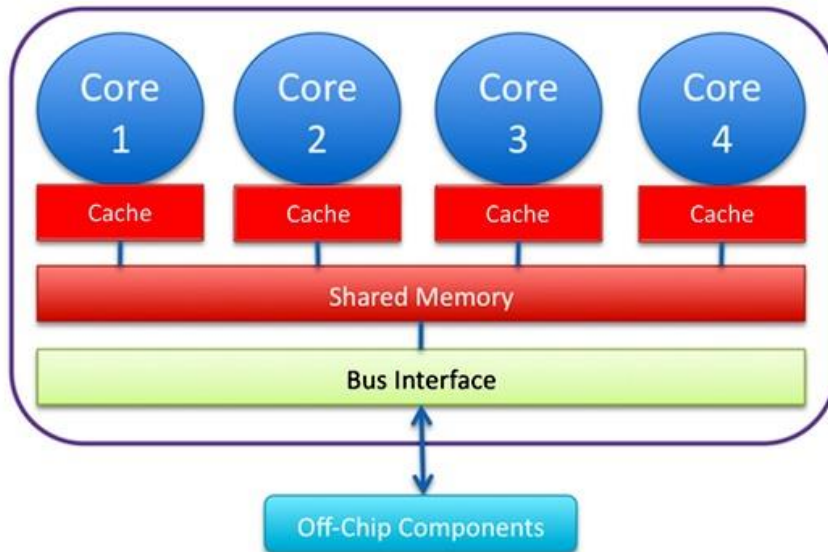 Core
1
Core
2
Core
3
Core
4
Cache
Cache
Cache
Cache
Shared Memory
Bus Interface
Off-Chip Components